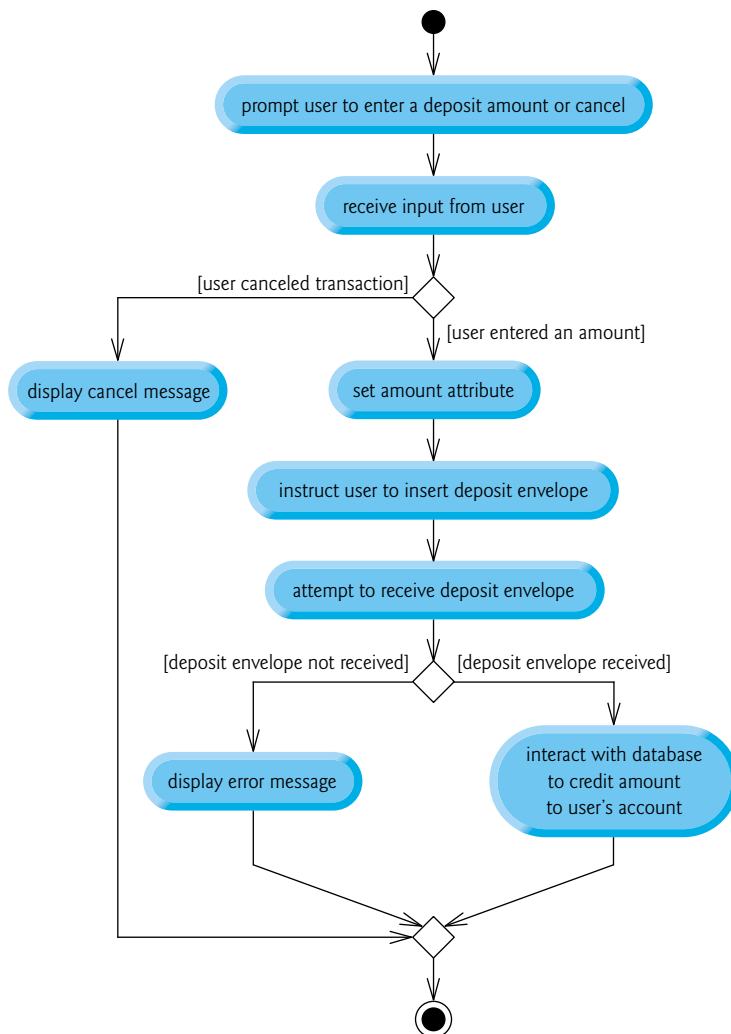 prompt user to enter a deposit amount or cancel
receive input from user
[user canceled transaction]
[user entered an amount]
display cancel message
set amount attribute
instruct user to insert deposit envelope
attempt to receive deposit envelope
[deposit envelope not received]
[deposit envelope received]
display error message
interact with database
to credit amount
to user’s account